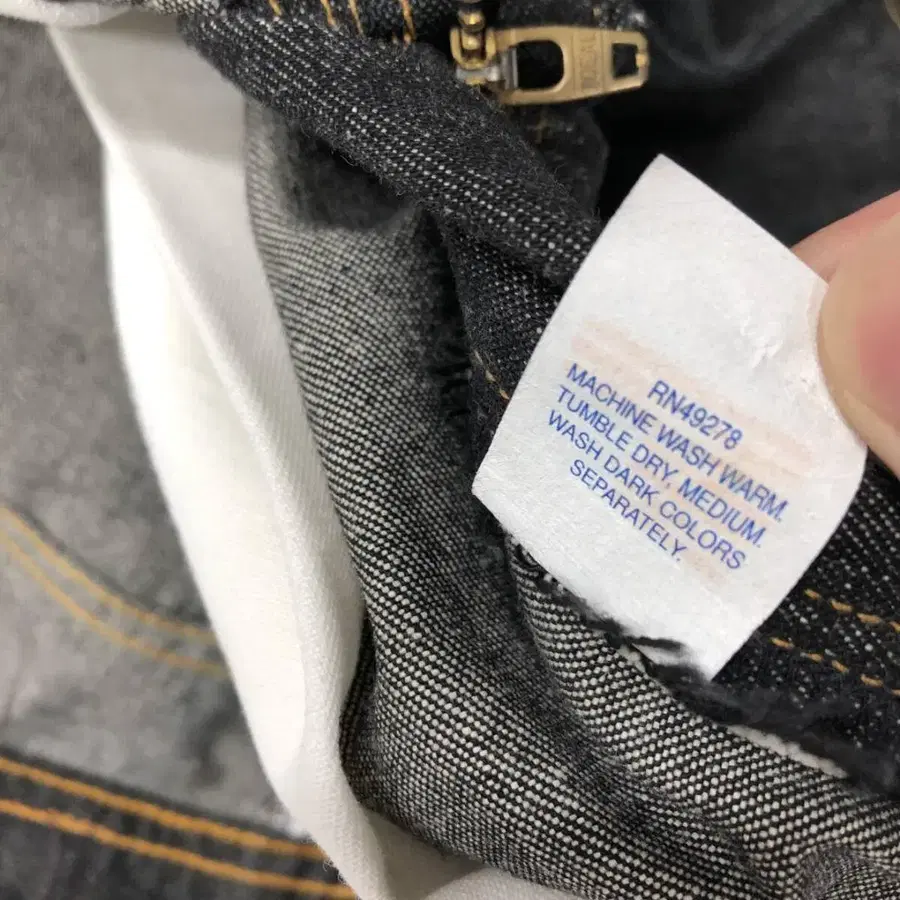 RN49278
MACHINE WASH WARM.
TUMBLE DRY, MEDIUM.
WASH DARK COLORS
SEPARATELY.